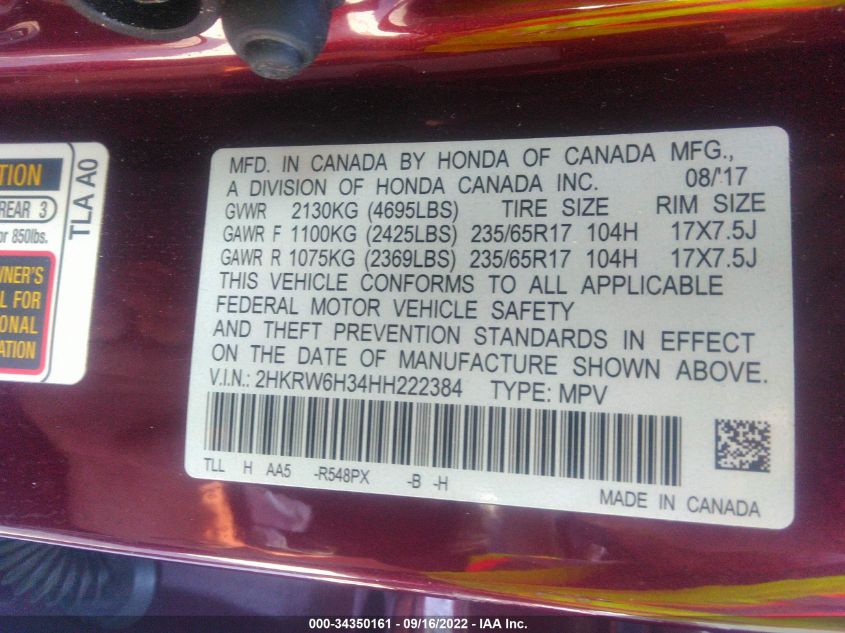 TION
REAR 3
or 850lbs.
TLA A0
WNER'S
L FOR
IONAL
ATION
MFD. IN CANADA BY HONDA OF CANADA MFG.,
A DIVISION OF HONDA CANADA INC. 08/'17
GVWR 2130KG (4695LBS) TIRE SIZE RIM SIZE
GAWR F 1100KG (2425LBS) 235/65R17 104H 17X7.5J
GAWR R 1075KG (2369LBS) 235/65R17 104H 17X7.5J
THIS VEHICLE CONFORMS TO ALL APPLICABLE
FEDERAL MOTOR VEHICLE SAFETY
AND THEFT PREVENTION STANDARDS IN EFFECT
ON THE DATE OF MANUFACTURE SHOWN ABOVE.
V.I.N.: 2HKRW6H34HH222384 TYPE: MPV
TLL H AA5 -R548PX -B -H
MADE IN CANADA
000-34350161 - 09/16/2022 - IAA Inc.